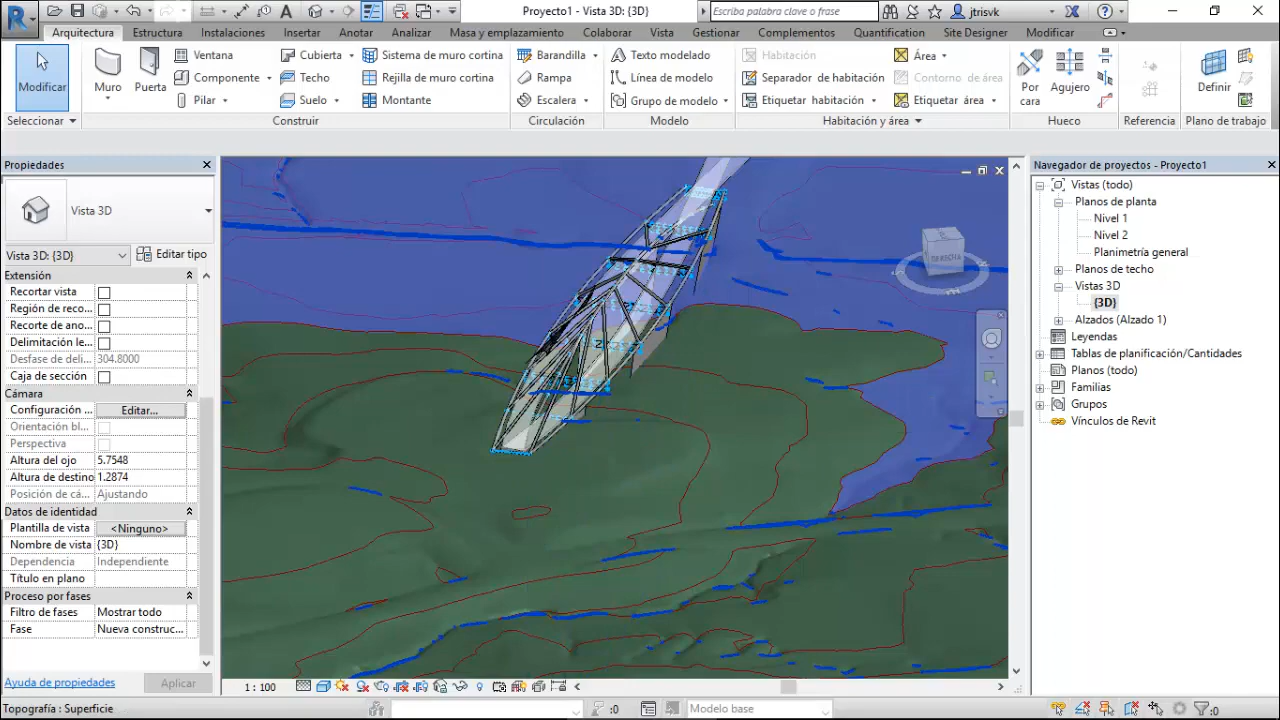 Proyecto1 - Vista 3D: {3D}
Escriba palabra clave o frase
jtrisvk
Arquitectura Estructura Instalaciones Insertar Anotar Analizar Masa y emplazamiento Colaborar Vista Gestionar Complementos Quantification Site Designer Modificar
Modificar
Muro
Puerta
Ventana
Componente
Pilar
Cubierta
Techo
Suelo
Sistema de muro cortina
Rejilla de muro cortina
Montante
Barandilla
Rampa
Escalera
Texto modelado
Línea de modelo
Grupo de modelo
Habitación
Separador de habitación
Etiquetar habitación
Área
Contorno de área
Etiquetar área
Por cara
Agujero
Definir
Seleccionar Construir Circulación Modelo Habitación y área Hueco Referencia Plano de trabajo
Propiedades
Vista 3D
Vista 3D: {3D} Editar tipo
Extensión
Recortar vista
Región de reco...
Recorte de ano...
Delimitación le...
Desfase de deli... 304.8000
Caja de sección
Cámara
Configuración ... Editar...
Orientación bl...
Perspectiva
Altura del ojo 5.7548
Altura de destino 1.2874
Posición de cá... Ajustando
Datos de identidad
Plantilla de vista <Ninguno>
Nombre de vista {3D}
Dependencia Independiente
Título en plano
Proceso por fases
Filtro de fases Mostrar todo
Fase Nueva construc...
Ayuda de propiedades Aplicar
DERECHA
1 : 100
Navegador de proyectos - Proyecto1
Vistas (todo)
Planos de planta
Nivel 1
Nivel 2
Planimetría general
Planos de techo
Vistas 3D
{3D}
Alzados (Alzado 1)
Leyendas
Tablas de planificación/Cantidades
Planos (todo)
Familias
Grupos
Vínculos de Revit
Topografía : Superficie
:0
Modelo base
:0